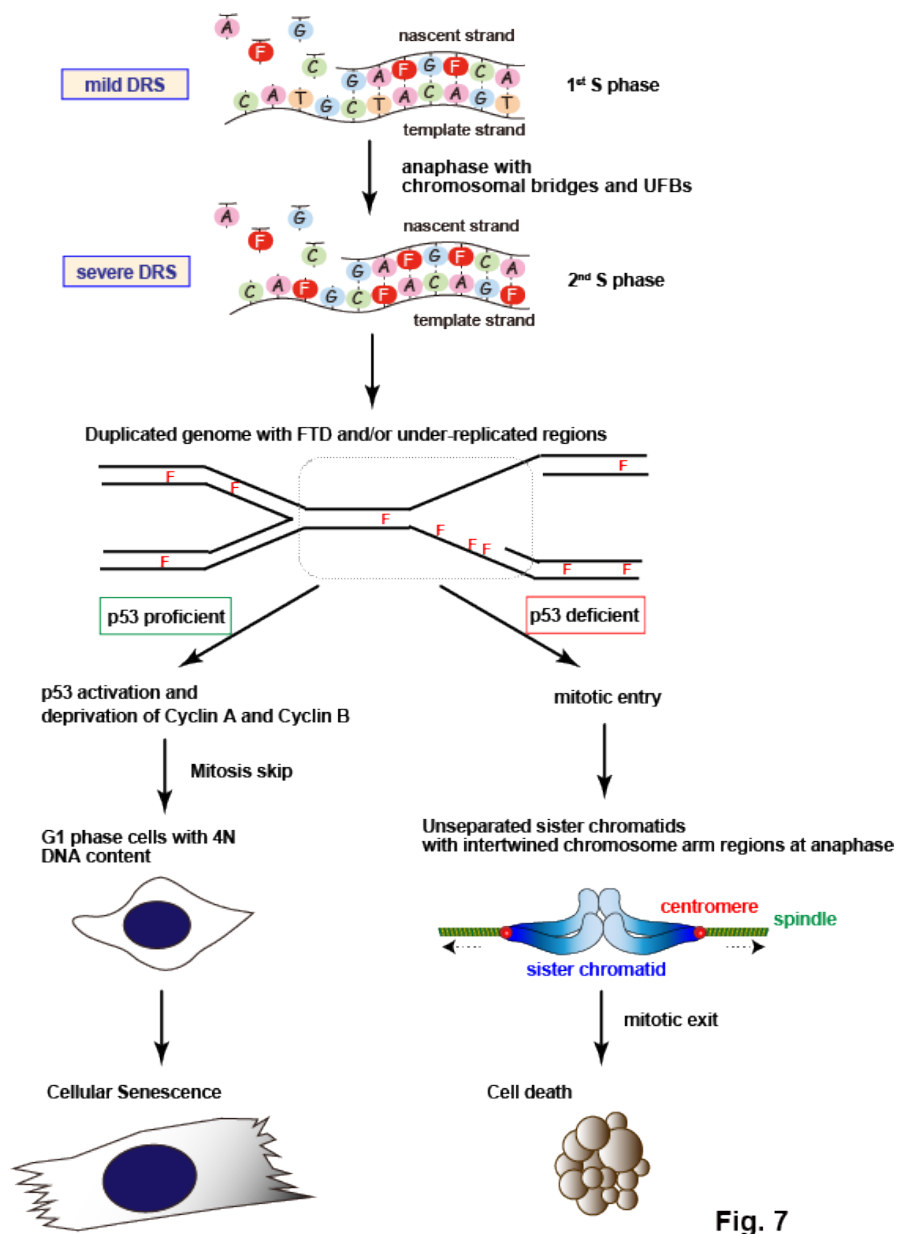 A G
F
C
nascent strand
G A F G F C A
mild DRS
1st S phase
C A T G C T A C A G T
template strand
anaphase with
chromosomal bridges and UFBs
A G
F
C
nascent strand
G A F G F C A
severe DRS
2nd S phase
C A F G C F A C A G F
template strand
Duplicated genome with FTD and/or under-replicated regions
F F
F
F
F
F F
F F F
p53 proficient
p53 deficient
p53 activation and
deprivation of Cyclin A and Cyclin B
mitotic entry
Mitosis skip
G1 phase cells with 4N
DNA content
Unseparated sister chromatids
with intertwined chromosome arm regions at anaphase
centromere
spindle
sister chromatid
mitotic exit
Cellular Senescence
Cell death
Fig. 7